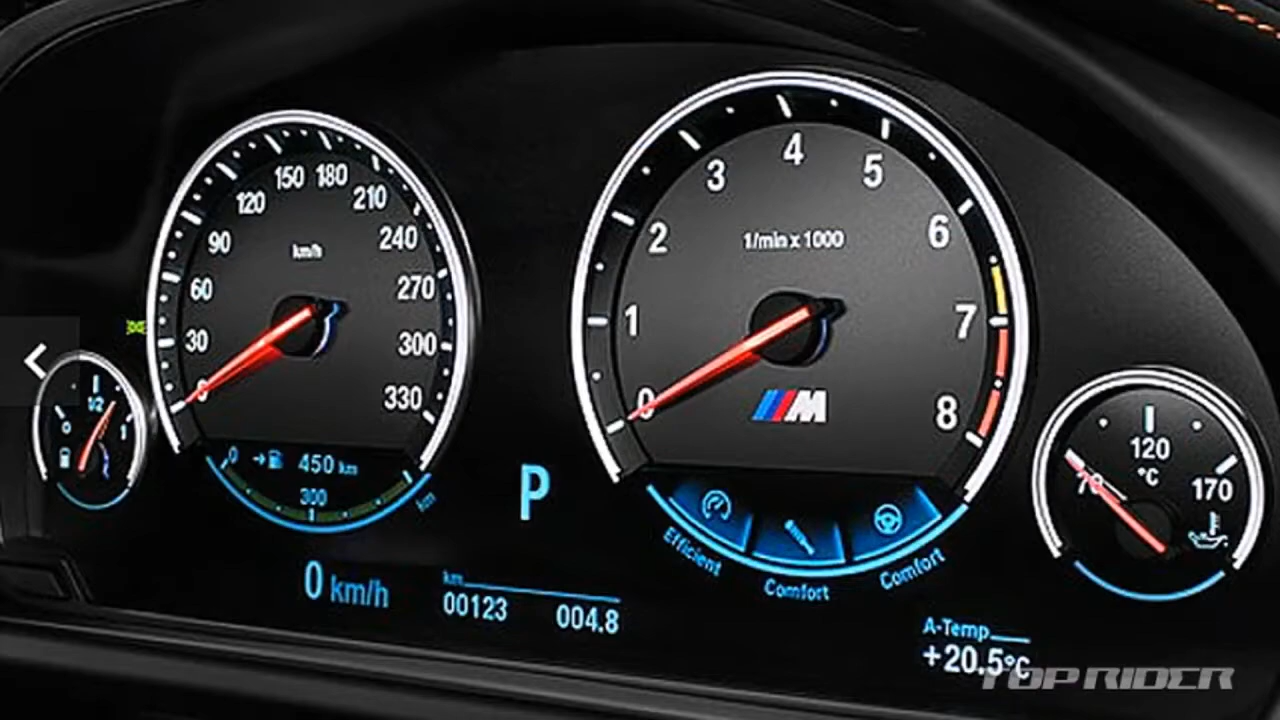 150 180
120 210
90 240
km/h
60 270
30 300
0 330
3 4 5
2 6
1/min x 1000
1 7
0 8
M
1/2
0 1
0 450 km
300 km
P
Efficient
Comfort
Comfort
120
°C
70 170
0 km/h
km
00123 004.8
A-Temp
+20.5°C
TOP RIDER